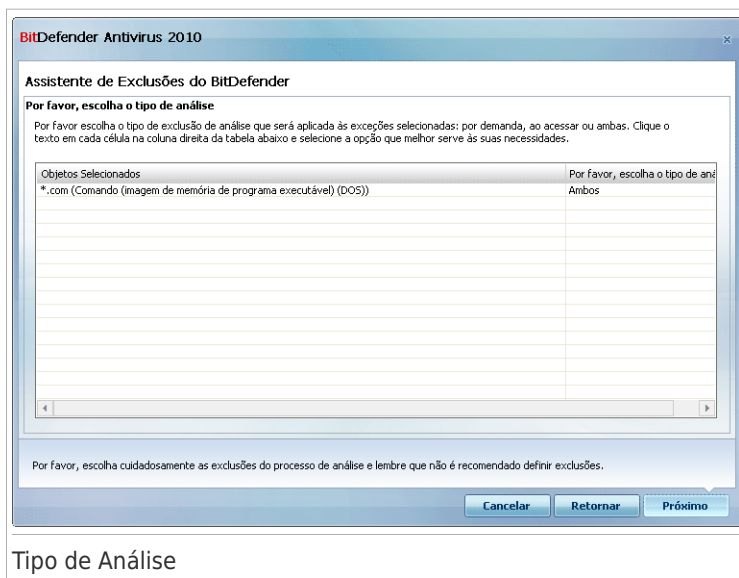 BitDefender Antivirus 2010
Assistente de Exclusões do BitDefender
Por favor, escolha o tipo de análise
Por favor escolha o tipo de exclusão de análise que será aplicada às exceções selecionadas: por demanda, ao acessar ou ambas. Clique o
texto em cada célula na coluna direita da tabela abaixo e selecione a opção que melhor serve às suas necessidades.
Objetos Selecionados Por favor, escolha o tipo de aná
*.com (Comando (imagem de memória de programa executável) (DOS)) Ambos
Por favor, escolha cuidadosamente as exclusões do processo de análise e lembre que não é recomendado definir exclusões.
Cancelar Retornar Próximo
Tipo de Análise